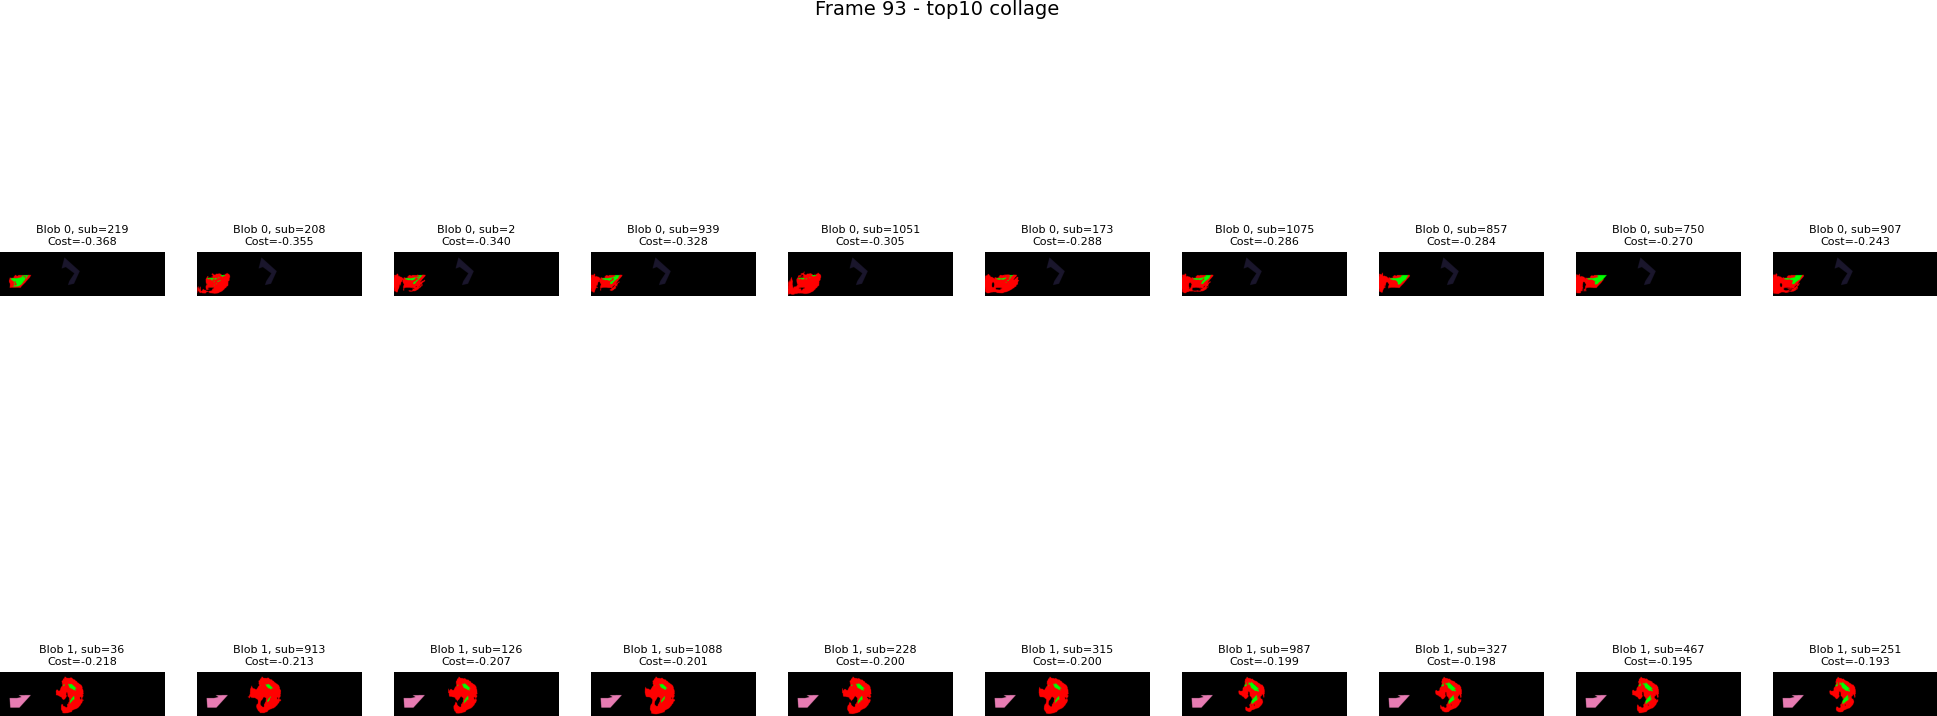 Frame 93 - top10 collage
Blob 0, sub=219
Cost=-0.368
Blob 0, sub=208
Cost=-0.355
Blob 0, sub=2
Cost=-0.340
Blob 0, sub=939
Cost=-0.328
Blob 0, sub=1051
Cost=-0.305
Blob 0, sub=173
Cost=-0.288
Blob 0, sub=1075
Cost=-0.286
Blob 0, sub=857
Cost=-0.284
Blob 0, sub=750
Cost=-0.270
Blob 0, sub=907
Cost=-0.243
Blob 1, sub=36
Cost=-0.218
Blob 1, sub=913
Cost=-0.213
Blob 1, sub=126
Cost=-0.207
Blob 1, sub=1088
Cost=-0.201
Blob 1, sub=228
Cost=-0.200
Blob 1, sub=315
Cost=-0.200
Blob 1, sub=987
Cost=-0.199
Blob 1, sub=327
Cost=-0.198
Blob 1, sub=467
Cost=-0.195
Blob 1, sub=251
Cost=-0.193